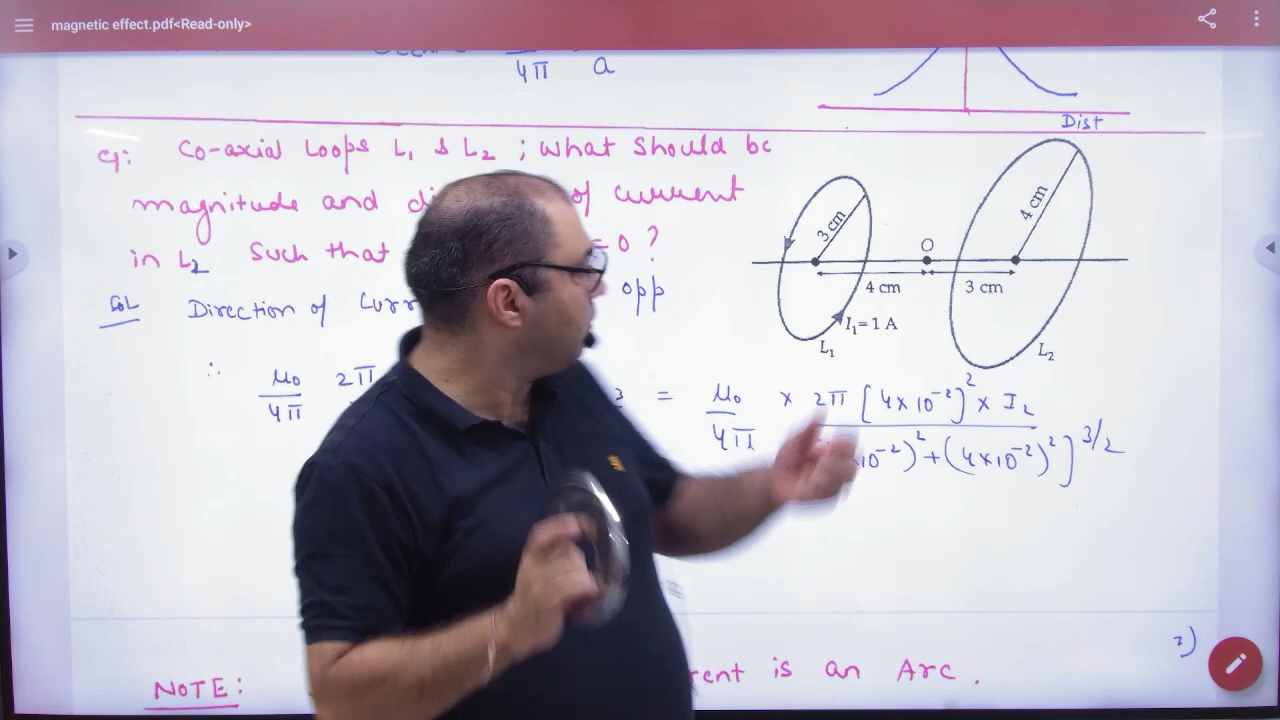 magnetic effect.pdf<Read-only>
4π a
Dist
Q: Co-axial Loops L₁ & L₂ ; What should be
magnitude and of current
in L₂ Such that = 0 ?
Sol Direction of opp
∴ μ₀/4π 2π = μ₀/4π × 2π [4×10⁻²]² × I₂
10⁻²)² + (4×10⁻²)²]^3/2
3 cm
4 cm
O
4 cm
3 cm
I₁=1 A
L₁
L₂
2)
NOTE: is an Arc.